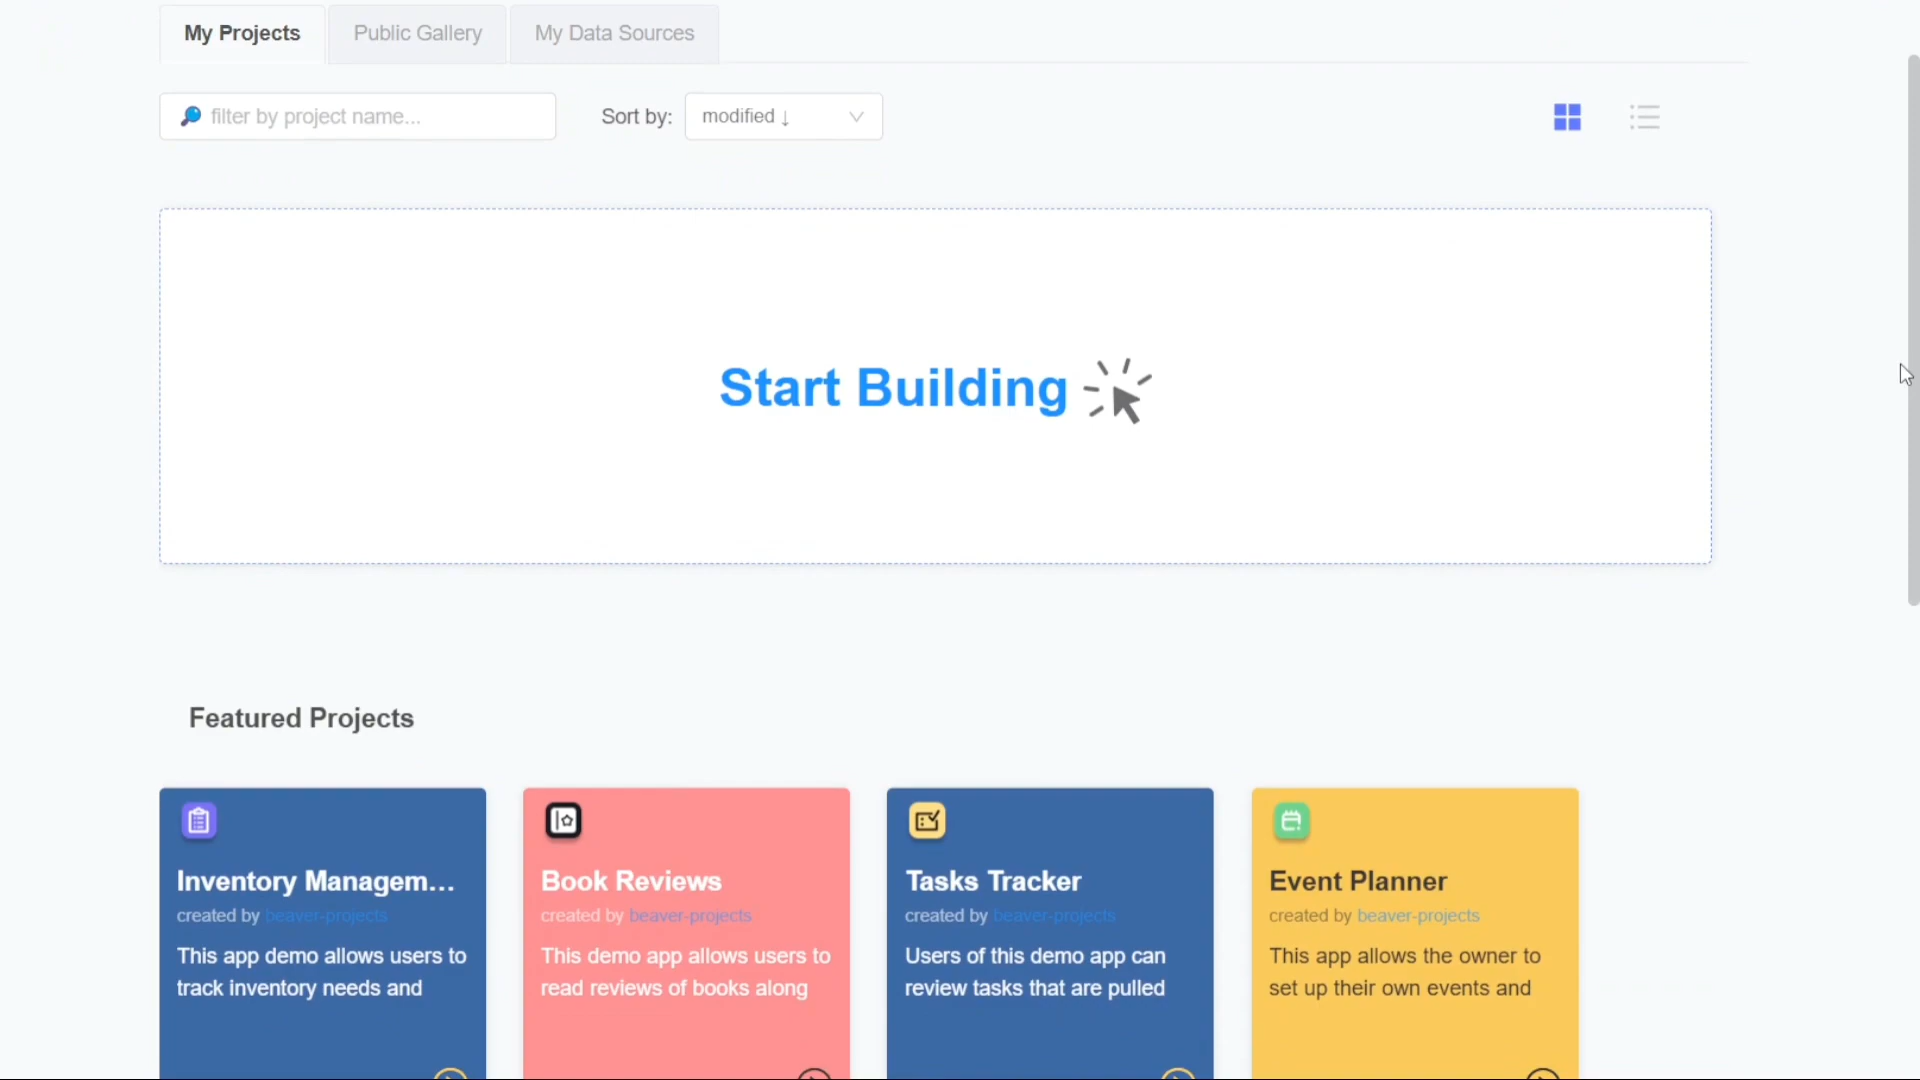 My Projects Public Gallery My Data Sources
filter by project name... Sort by: modified ↓
Start Building
Featured Projects
Inventory Managem... Book Reviews Tasks Tracker Event Planner
created by beaver-projects created by beaver-projects created by beaver-projects created by beaver-projects
This app demo allows users to This demo app allows users to Users of this demo app can This app allows the owner to
track inventory needs and read reviews of books along review tasks that are pulled set up their own events and